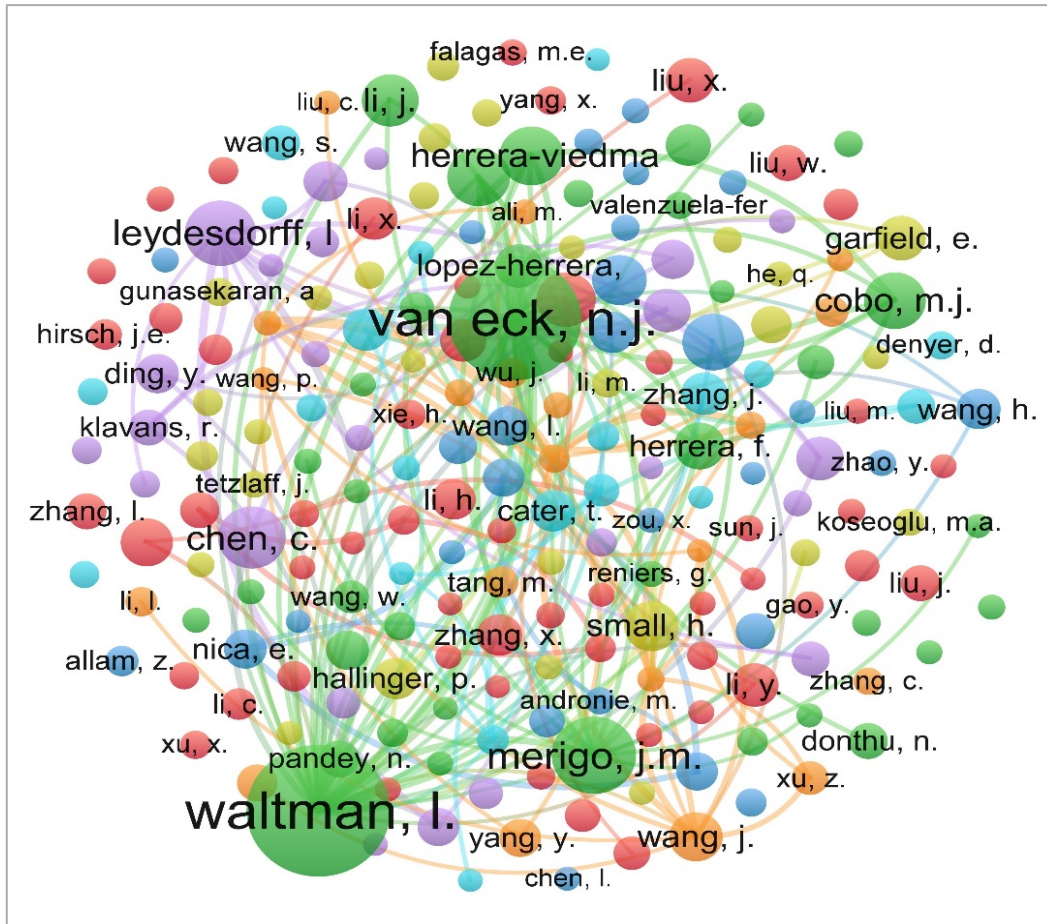 falagas, m.e.
liu, x.
liu, c.
li, j.
yang, x.
wang, s.
herrera-viedma
liu, w.
li, x.
ali, m.
valenzuela-fer
leydesdorff, l
garfield, e.
lopez-herrera,
he, q.
gunasekaran, a
cobo, m.j.
van eck, n.j.
hirsch, j.e.
denyer, d.
ding, y.
wang, p.
wu, j.
li, m.
zhang, j.
xie, h.
liu, m.
wang, h.
klavans, r.
wang, l.
herrera, f.
zhao, y.
tetzlaff, j.
li, h.
zhang, l.
cater, t.
zou, x.
sun, j.
koseoglu, m.a.
chen, c.
tang, m.
reniers, g.
li, l.
wang, w.
gao, y.
liu, j.
zhang, x.
small, h.
nica, e.
allam, z.
hallinger, p.
li, y.
zhang, c.
li, c.
andronie, m.
xu, x.
pandey, n.
merigo, j.m.
donthu, n.
xu, z.
waltman, l.
yang, y.
wang, j.
chen, l.